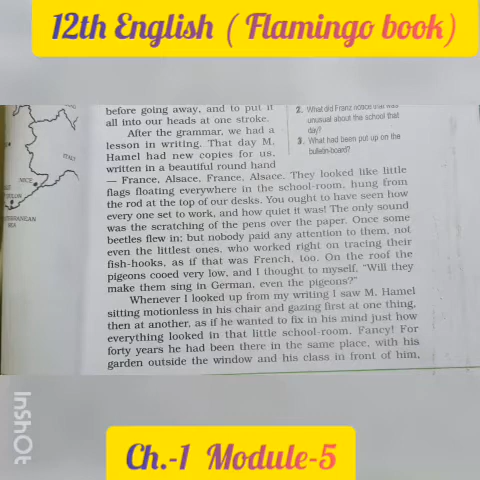 12th English ( Flamingo book)
before going away, and to put it
all into our heads at one stroke.
After the grammar, we had a
lesson in writing. That day M.
Hamel had new copies for us,
written in a beautiful round hand
— France, Alsace, France, Alsace. They looked like little
flags floating everywhere in the school-room, hung from
the rod at the top of our desks. You ought to have seen how
every one set to work, and how quiet it was! The only sound
was the scratching of the pens over the paper. Once some
beetles flew in; but nobody paid any attention to them, not
even the littlest ones, who worked right on tracing their
fish-hooks, as if that was French, too. On the roof the
pigeons cooed very low, and I thought to myself, "Will they
make them sing in German, even the pigeons?"
Whenever I looked up from my writing I saw M. Hamel
sitting motionless in his chair and gazing first at one thing,
then at another, as if he wanted to fix in his mind just how
everything looked in that little school-room. Fancy! For
forty years he had been there in the same place, with his
garden outside the window and his class in front of him,
2. What did Franz notice that was
unusual about the school that
day?
3. What had been put up on the
bulletin-board?
ITALY
NICE
SEA
InShOt
Ch.-1 Module-5